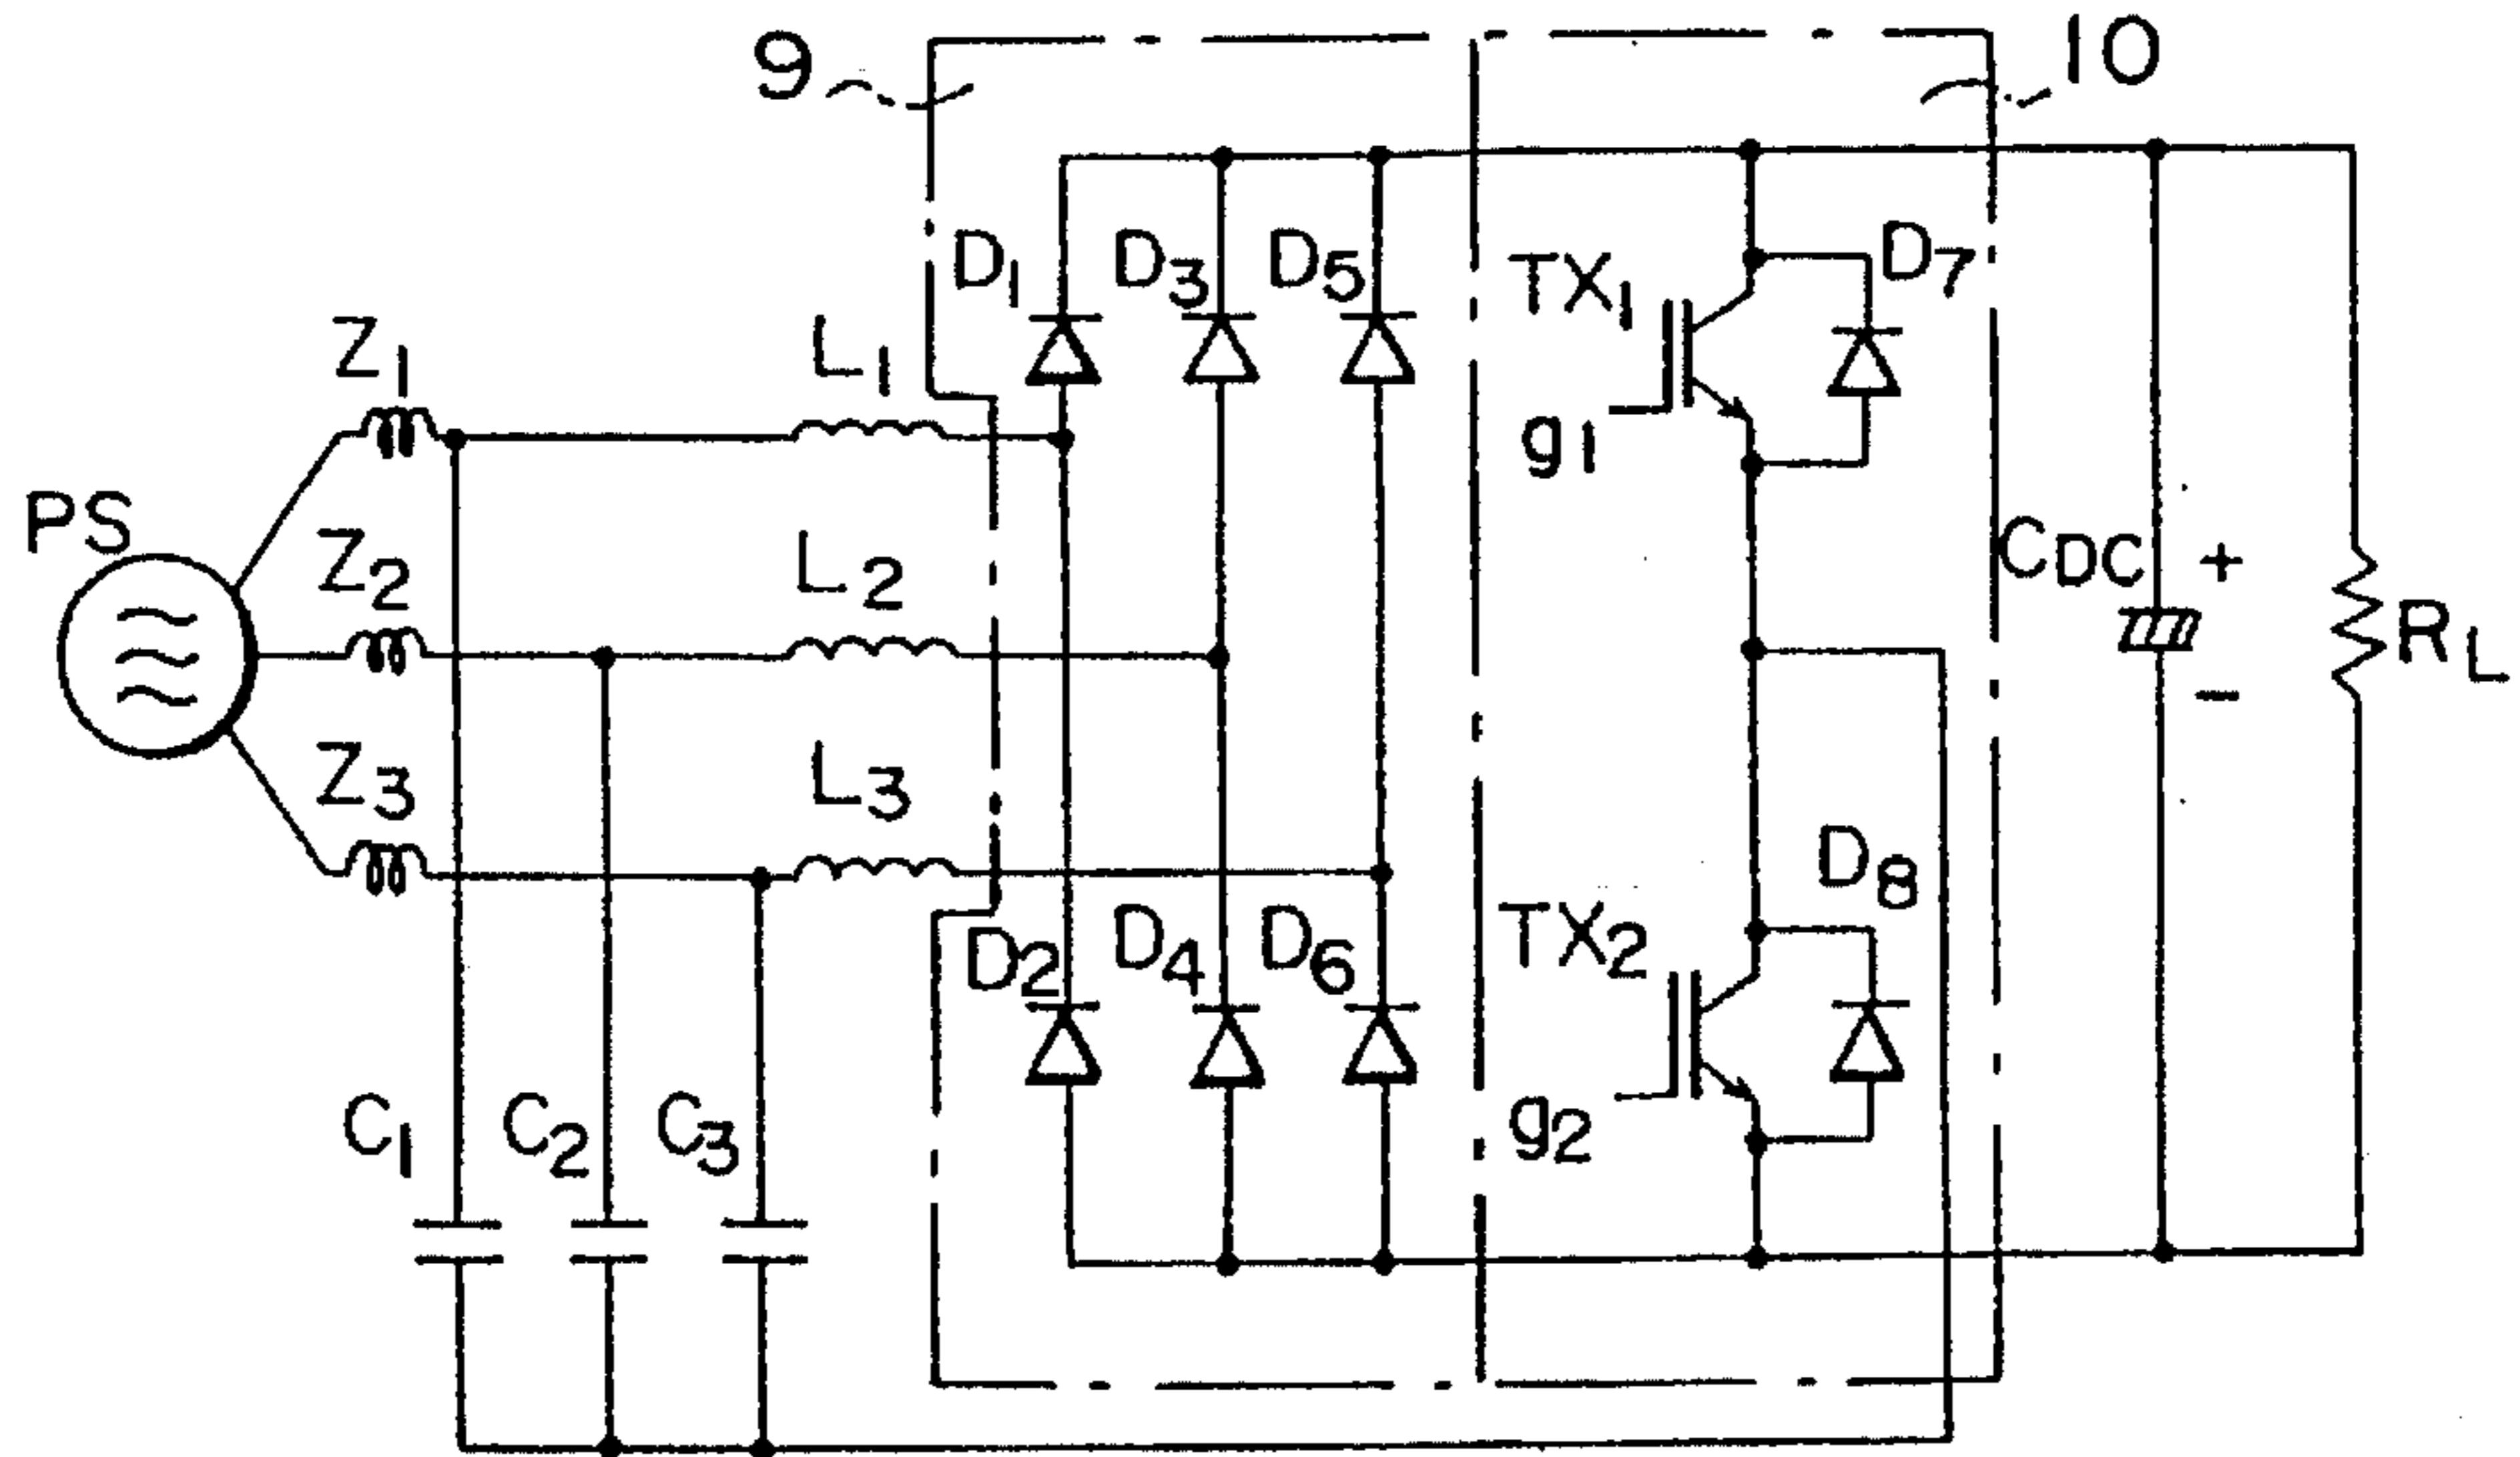 9
10
D1 D3 D5 TX1 D7
Z1 L1
g1
PS Z2 L2
CDC +
RL
−
Z3 L3
D8
D2 D4 D6 TX2
C1 C2 C3 g2